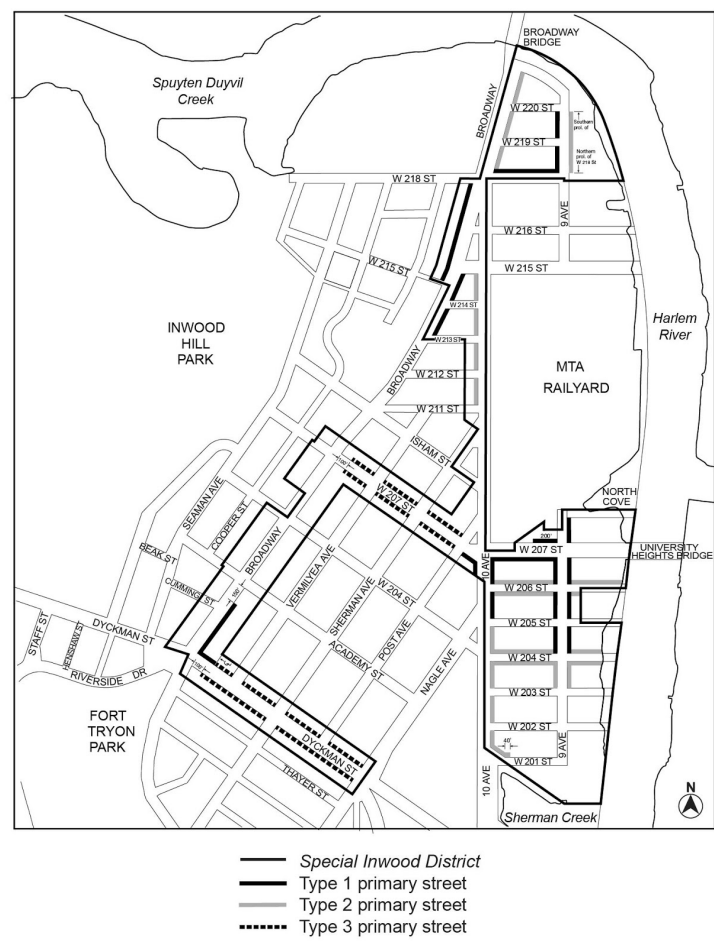 BROADWAY
BRIDGE
Spuyten Duyvil
Creek
BROADWAY
W 220 ST
Southern
prol. of
W 219 ST
Northern
prol. of
W 218 St
W 218 ST
9 AVE
W 216 ST
W 215 ST
W 215 ST
W 214 ST
Harlem
River
INWOOD
HILL
PARK
W 213 ST
BROADWAY
MTA
RAILYARD
W 212 ST
W 211 ST
ISHAM ST
100'
W 207 ST
SEAMAN AVE
COOPER ST
NORTH
COVE
200'
W 207 ST
UNIVERSITY
HEIGHTS BRIDGE
BROADWAY
VERMILYEA AVE
10 AVE
BEAK ST
CUMMING ST
100'
W 204 ST
W 206 ST
SHERMAN AVE
POST AVE
W 205 ST
STAFF ST
HENSHAW ST
DYCKMAN ST
ACADEMY ST
NAGLE AVE
W 204 ST
RIVERSIDE DR
100'
W 203 ST
FORT
TRYON
PARK
DYCKMAN ST
W 202 ST
40'
9 AVE
W 201 ST
THAYER ST
10 AVE
N
Sherman Creek
Special Inwood District
Type 1 primary street
Type 2 primary street
Type 3 primary street